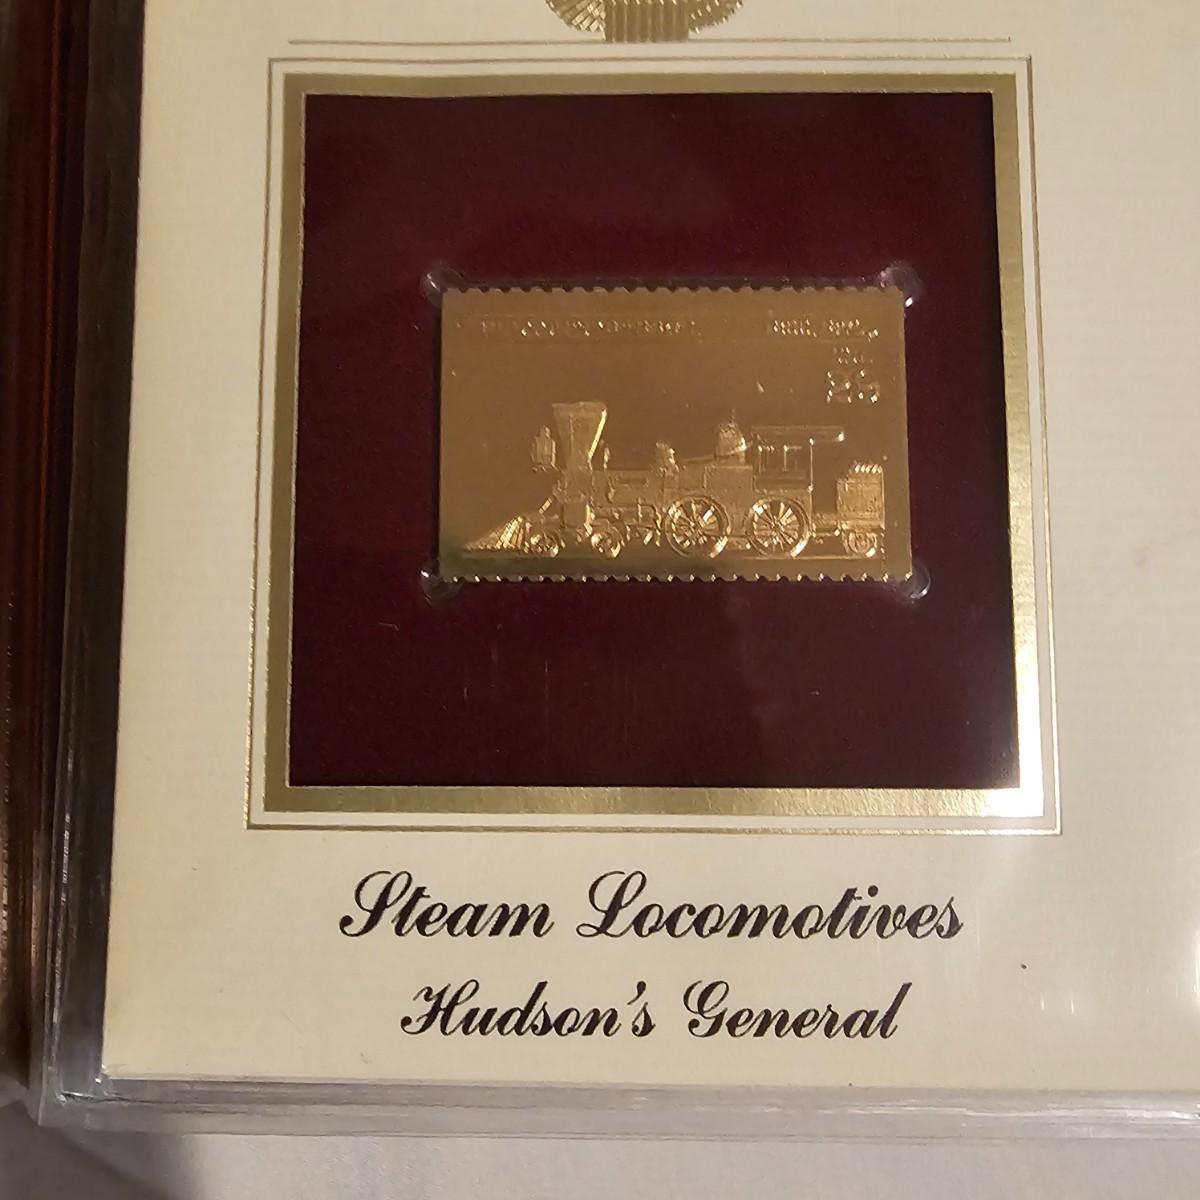 Steam Locomotives
Hudson's General